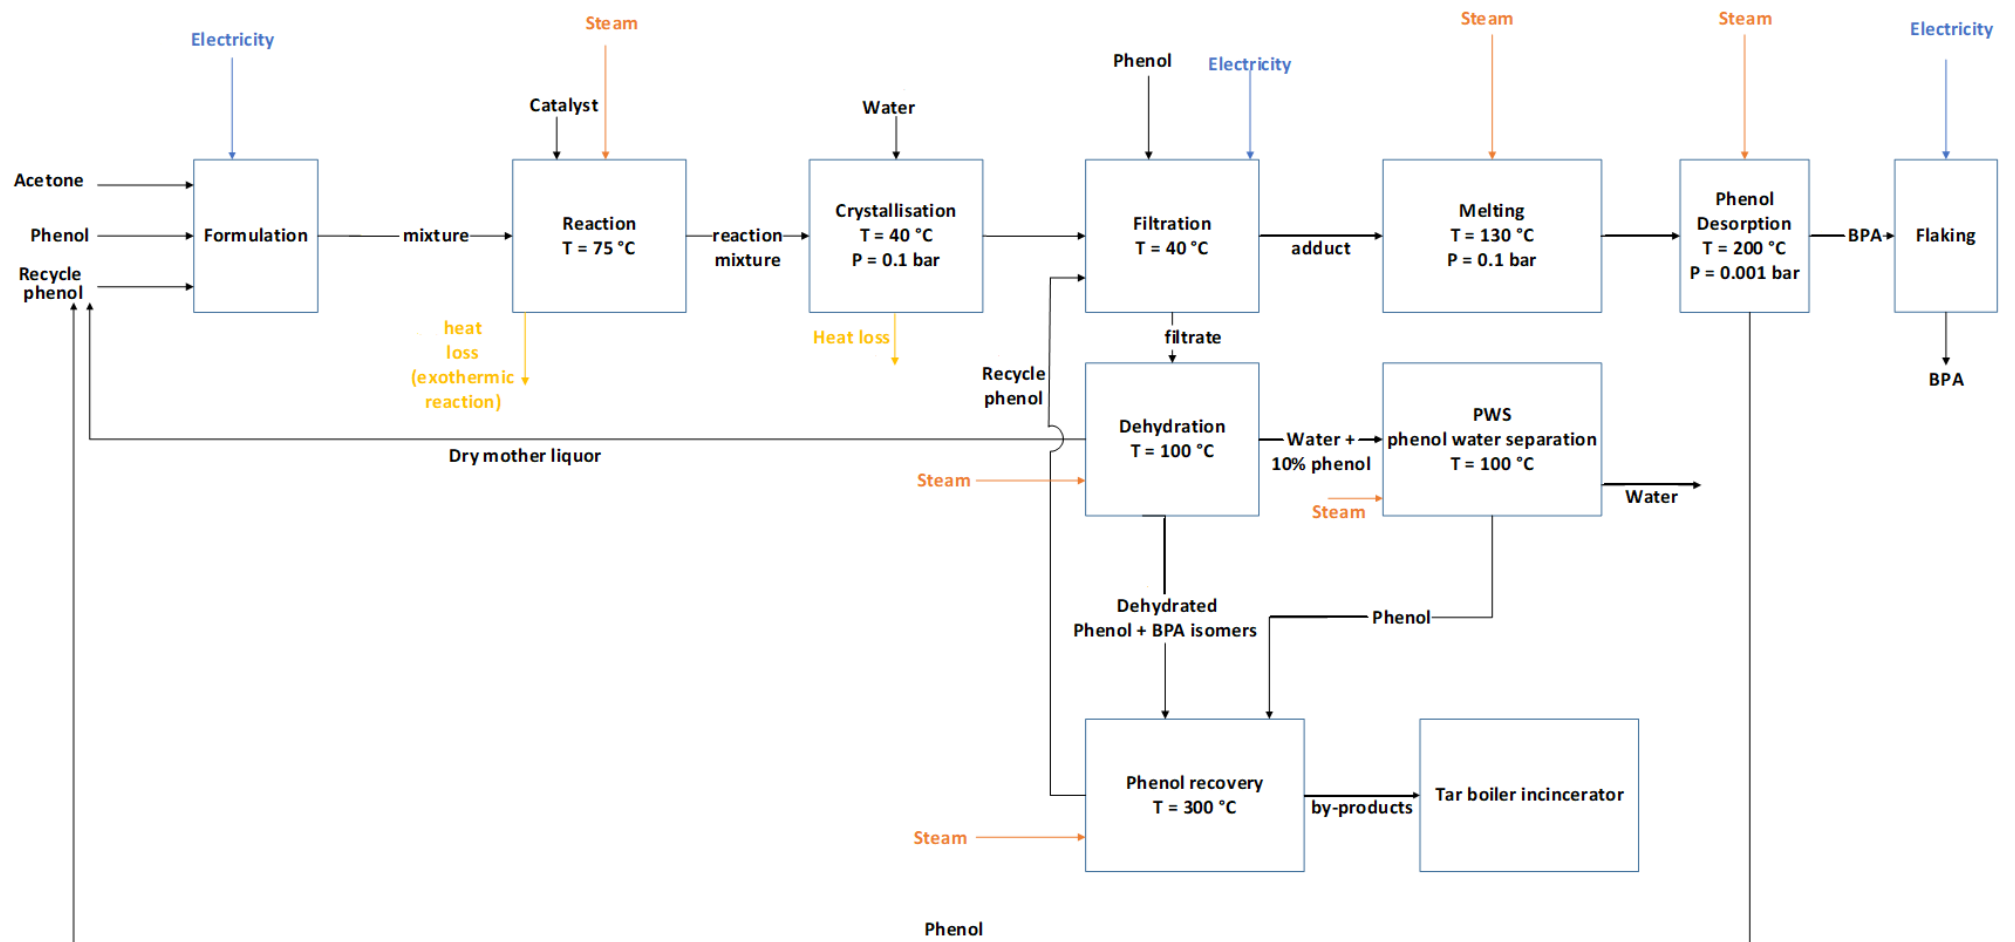 Electricity
Steam
Steam
Steam
Electricity
Phenol
Electricity
Catalyst
Water
Acetone
Phenol
Recycle
phenol
Formulation
mixture
Reaction
T = 75 °C
reaction
mixture
Crystallisation
T = 40 °C
P = 0.1 bar
Filtration
T = 40 °C
adduct
Melting
T = 130 °C
P = 0.1 bar
Phenol
Desorption
T = 200 °C
P = 0.001 bar
BPA
Flaking
heat
loss
(exothermic
reaction)
Heat loss
filtrate
BPA
Recycle
phenol
Dehydration
T = 100 °C
Water +
10% phenol
PWS
phenol water separation
T = 100 °C
Dry mother liquor
Steam
Steam
Water
Dehydrated
Phenol + BPA isomers
Phenol
Phenol recovery
T = 300 °C
by-products
Tar boiler incincerator
Steam
Phenol